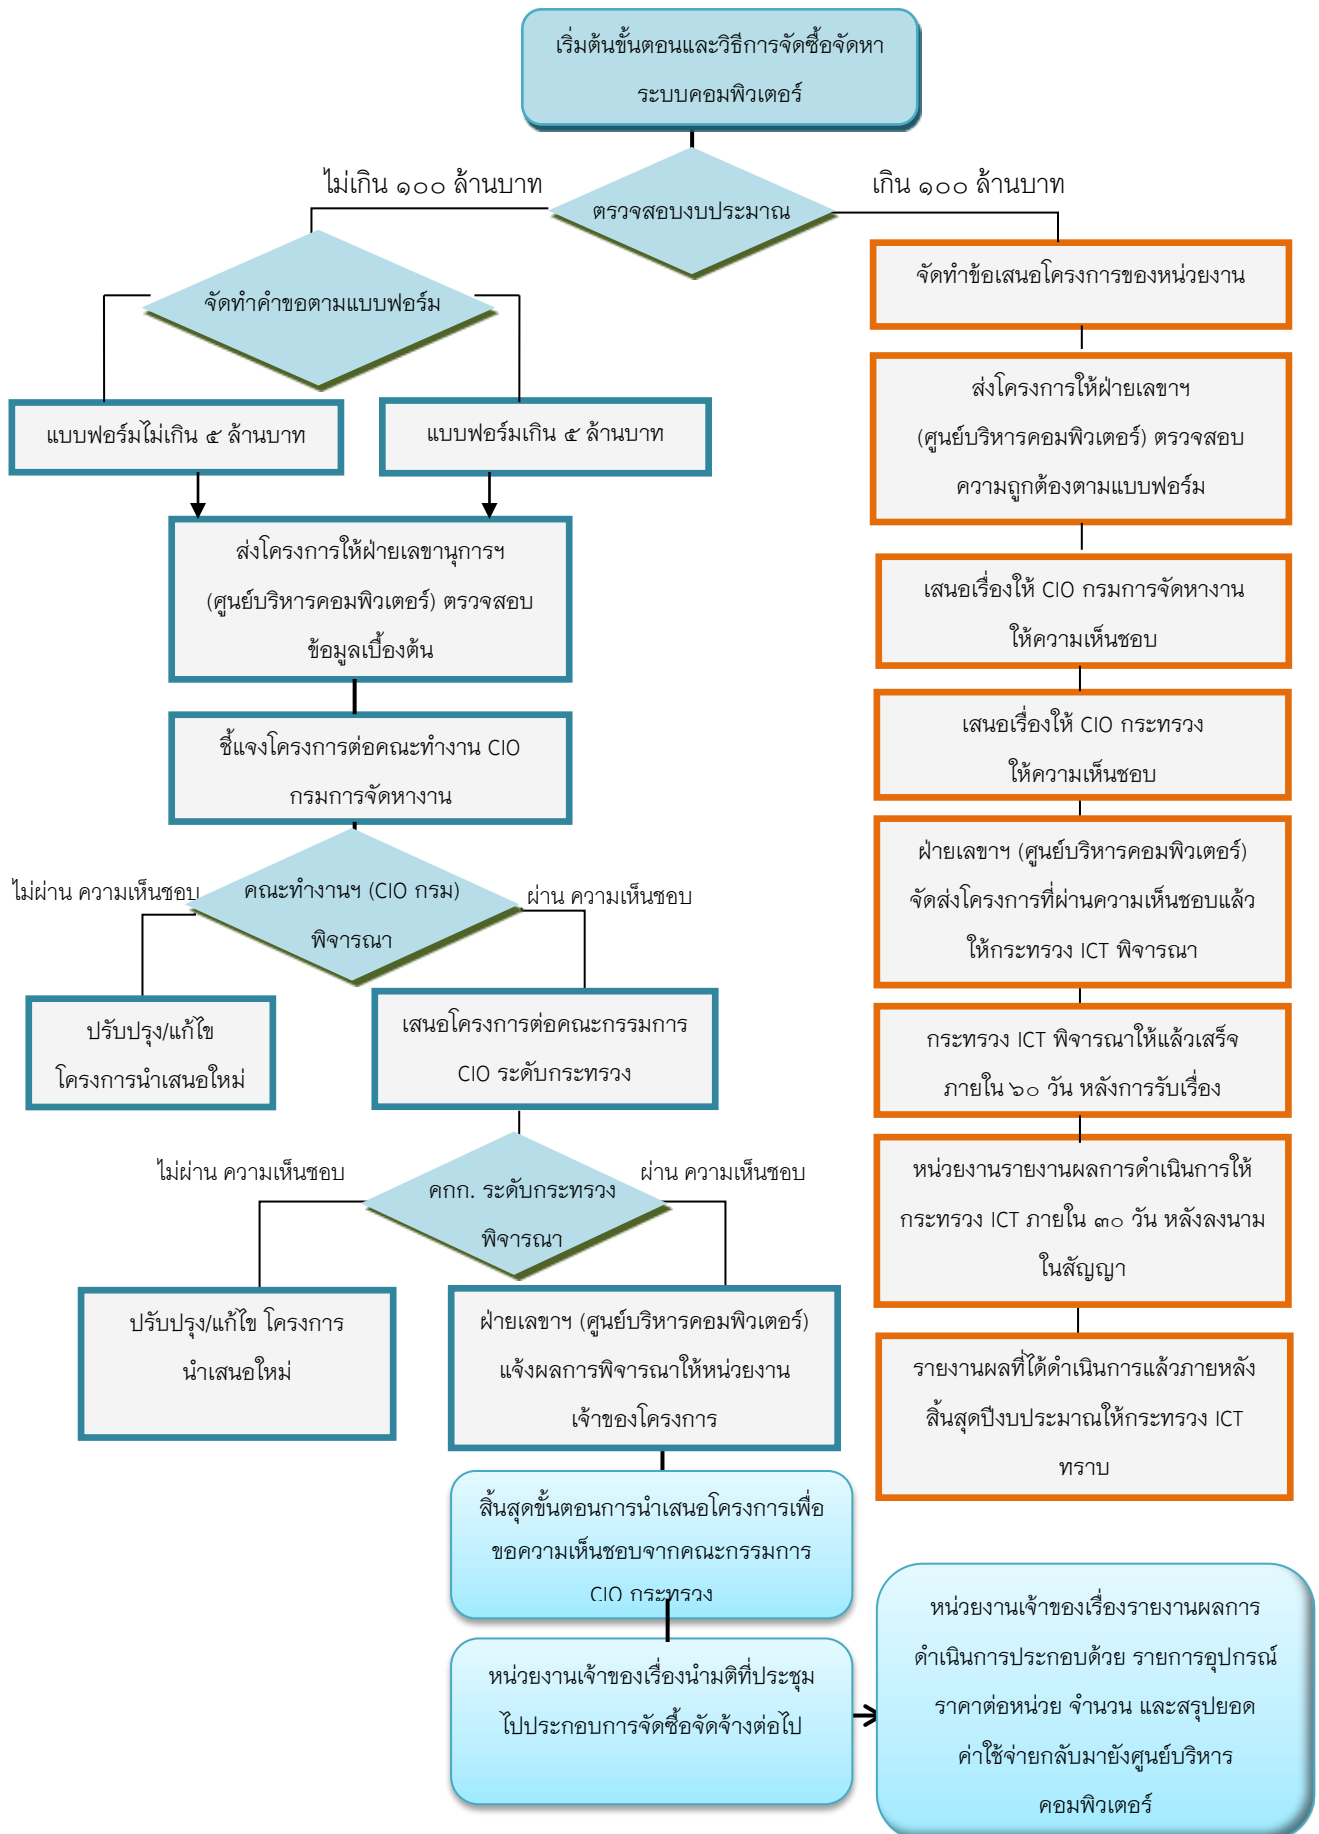 เริ่มต้นขั้นตอนและวิธีการจัดซื้อจัดหา
ระบบคอมพิวเตอร์
ไม่เกิน ๑๐๐ ล้านบาท
เกิน ๑๐๐ ล้านบาท
ตรวจสอบงบประมาณ
จัดทำคำขอตามแบบฟอร์ม
แบบฟอร์มไม่เกิน ๕ ล้านบาท
แบบฟอร์มเกิน ๕ ล้านบาท
ส่งโครงการให้ฝ่ายเลขานุการฯ
(ศูนย์บริหารคอมพิวเตอร์) ตรวจสอบ
ข้อมูลเบื้องต้น
ชี้แจงโครงการต่อคณะทำงาน CIO
กรมการจัดหางาน
ไม่ผ่าน ความเห็นชอบ
คณะทำงานฯ (CIO กรม)
พิจารณา
ผ่าน ความเห็นชอบ
ปรับปรุง/แก้ไข
โครงการนำเสนอใหม่
เสนอโครงการต่อคณะกรรมการ
CIO ระดับกระทรวง
ไม่ผ่าน ความเห็นชอบ
คกก. ระดับกระทรวง
พิจารณา
ผ่าน ความเห็นชอบ
ปรับปรุง/แก้ไข โครงการ
นำเสนอใหม่
ฝ่ายเลขาฯ (ศูนย์บริหารคอมพิวเตอร์)
แจ้งผลการพิจารณาให้หน่วยงาน
เจ้าของโครงการ
สิ้นสุดขั้นตอนการนำเสนอโครงการเพื่อ
ขอความเห็นชอบจากคณะกรรมการ
CIO กระทรวง
หน่วยงานเจ้าของเรื่องนำมติที่ประชุม
ไปประกอบการจัดซื้อจัดจ้างต่อไป
หน่วยงานเจ้าของเรื่องรายงานผลการ
ดำเนินการประกอบด้วย รายการอุปกรณ์
ราคาต่อหน่วย จำนวน และสรุปยอด
ค่าใช้จ่ายกลับมายังศูนย์บริหาร
คอมพิวเตอร์
จัดทำข้อเสนอโครงการของหน่วยงาน
ส่งโครงการให้ฝ่ายเลขาฯ
(ศูนย์บริหารคอมพิวเตอร์) ตรวจสอบ
ความถูกต้องตามแบบฟอร์ม
เสนอเรื่องให้ CIO กรมการจัดหางาน
ให้ความเห็นชอบ
เสนอเรื่องให้ CIO กระทรวง
ให้ความเห็นชอบ
ฝ่ายเลขาฯ (ศูนย์บริหารคอมพิวเตอร์)
จัดส่งโครงการที่ผ่านความเห็นชอบแล้ว
ให้กระทรวง ICT พิจารณา
กระทรวง ICT พิจารณาให้แล้วเสร็จ
ภายใน ๖๐ วัน หลังการรับเรื่อง
หน่วยงานรายงานผลการดำเนินการให้
กระทรวง ICT ภายใน ๓๐ วัน หลังลงนาม
ในสัญญา
รายงานผลที่ได้ดำเนินการแล้วภายหลัง
สิ้นสุดปีงบประมาณให้กระทรวง ICT
ทราบ